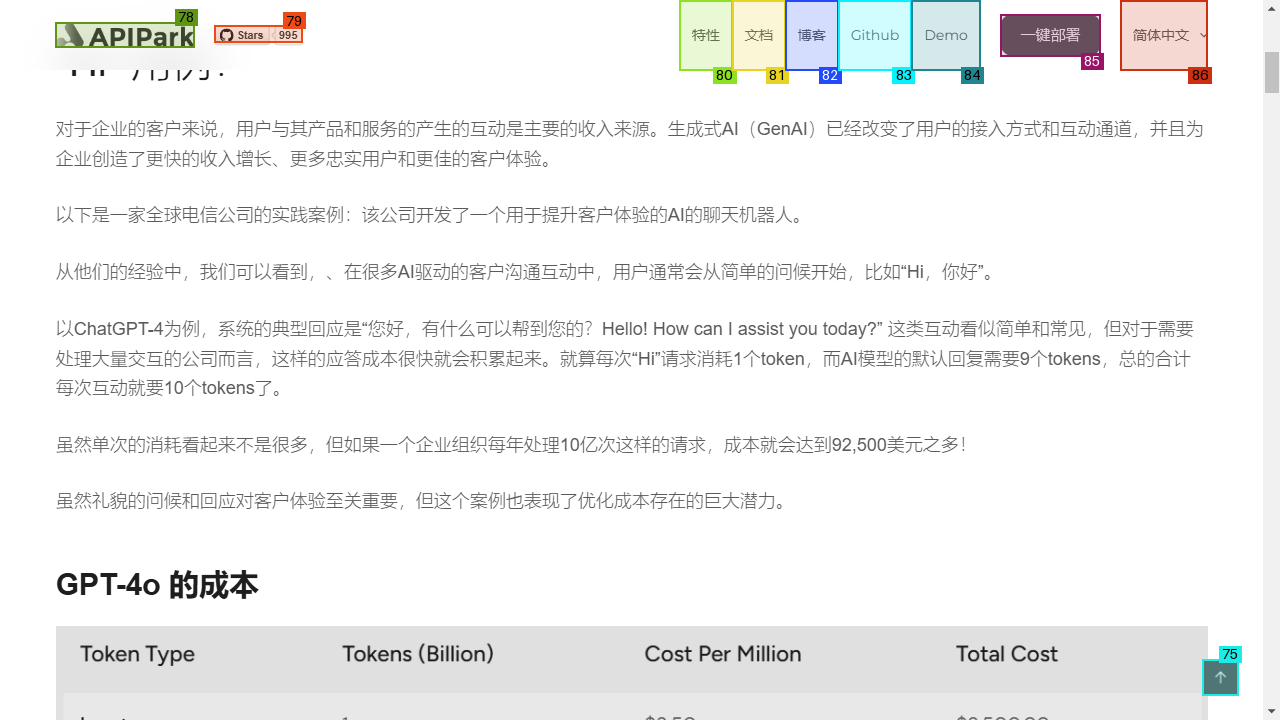 APIPark
Stars 995
特性
文档
博客
Github
Demo
一键部署
简体中文
78
79
80
81
82
83
84
85
86
对于企业的客户来说，用户与其产品和服务的产生的互动是主要的收入来源。生成式AI（GenAI）已经改变了用户的接入方式和互动通道，并且为
企业创造了更快的收入增长、更多忠实用户和更佳的客户体验。
以下是一家全球电信公司的实践案例：该公司开发了一个用于提升客户体验的AI的聊天机器人。
从他们的经验中，我们可以看到，、在很多AI驱动的客户沟通互动中，用户通常会从简单的问候开始，比如“Hi，你好”。
以ChatGPT-4为例，系统的典型回应是“您好，有什么可以帮到您的？Hello! How can I assist you today?” 这类互动看似简单和常见，但对于需要
处理大量交互的公司而言，这样的应答成本很快就会积累起来。就算每次“Hi”请求消耗1个token，而AI模型的默认回复需要9个tokens，总的合计
每次互动就要10个tokens了。
虽然单次的消耗看起来不是很多，但如果一个企业组织每年处理10亿次这样的请求，成本就会达到92,500美元之多！
虽然礼貌的问候和回应对客户体验至关重要，但这个案例也表现了优化成本存在的巨大潜力。
GPT-4o 的成本
75
Token Type
Tokens (Billion)
Cost Per Million
Total Cost